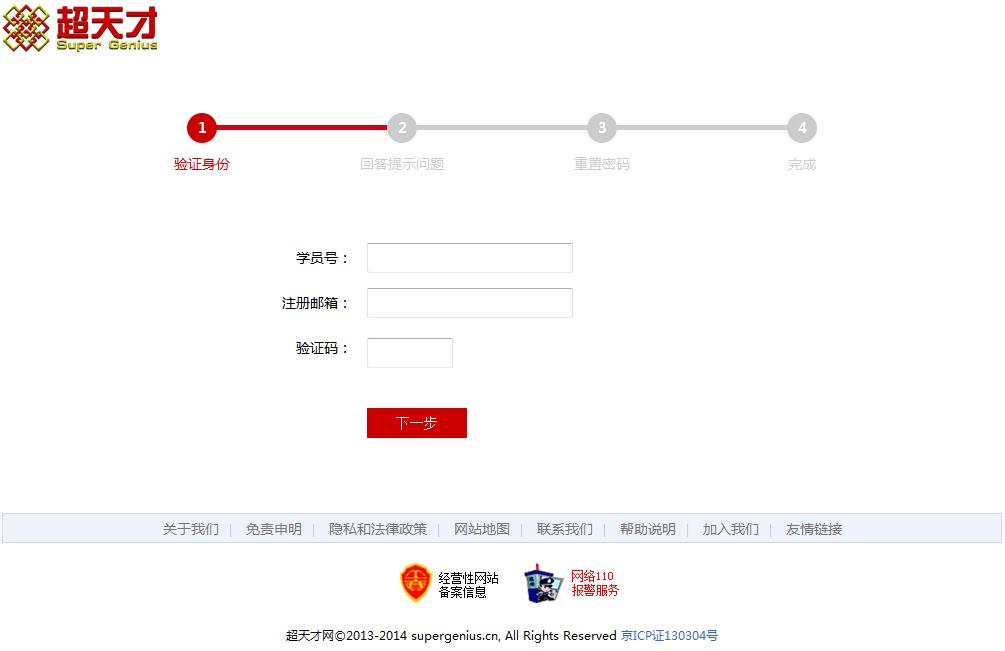 超天才
Super Genius
1 2 3 4
验证身份 回答提示问题 重置密码 完成
学员号：
注册邮箱：
验证码：
下一步
关于我们 | 免责申明 | 隐私和法律政策 | 网站地图 | 联系我们 | 帮助说明 | 加入我们 | 友情链接
经营性网站 网络110
备案信息 报警服务
超天才网©2013-2014 supergenius.cn, All Rights Reserved 京ICP证130304号